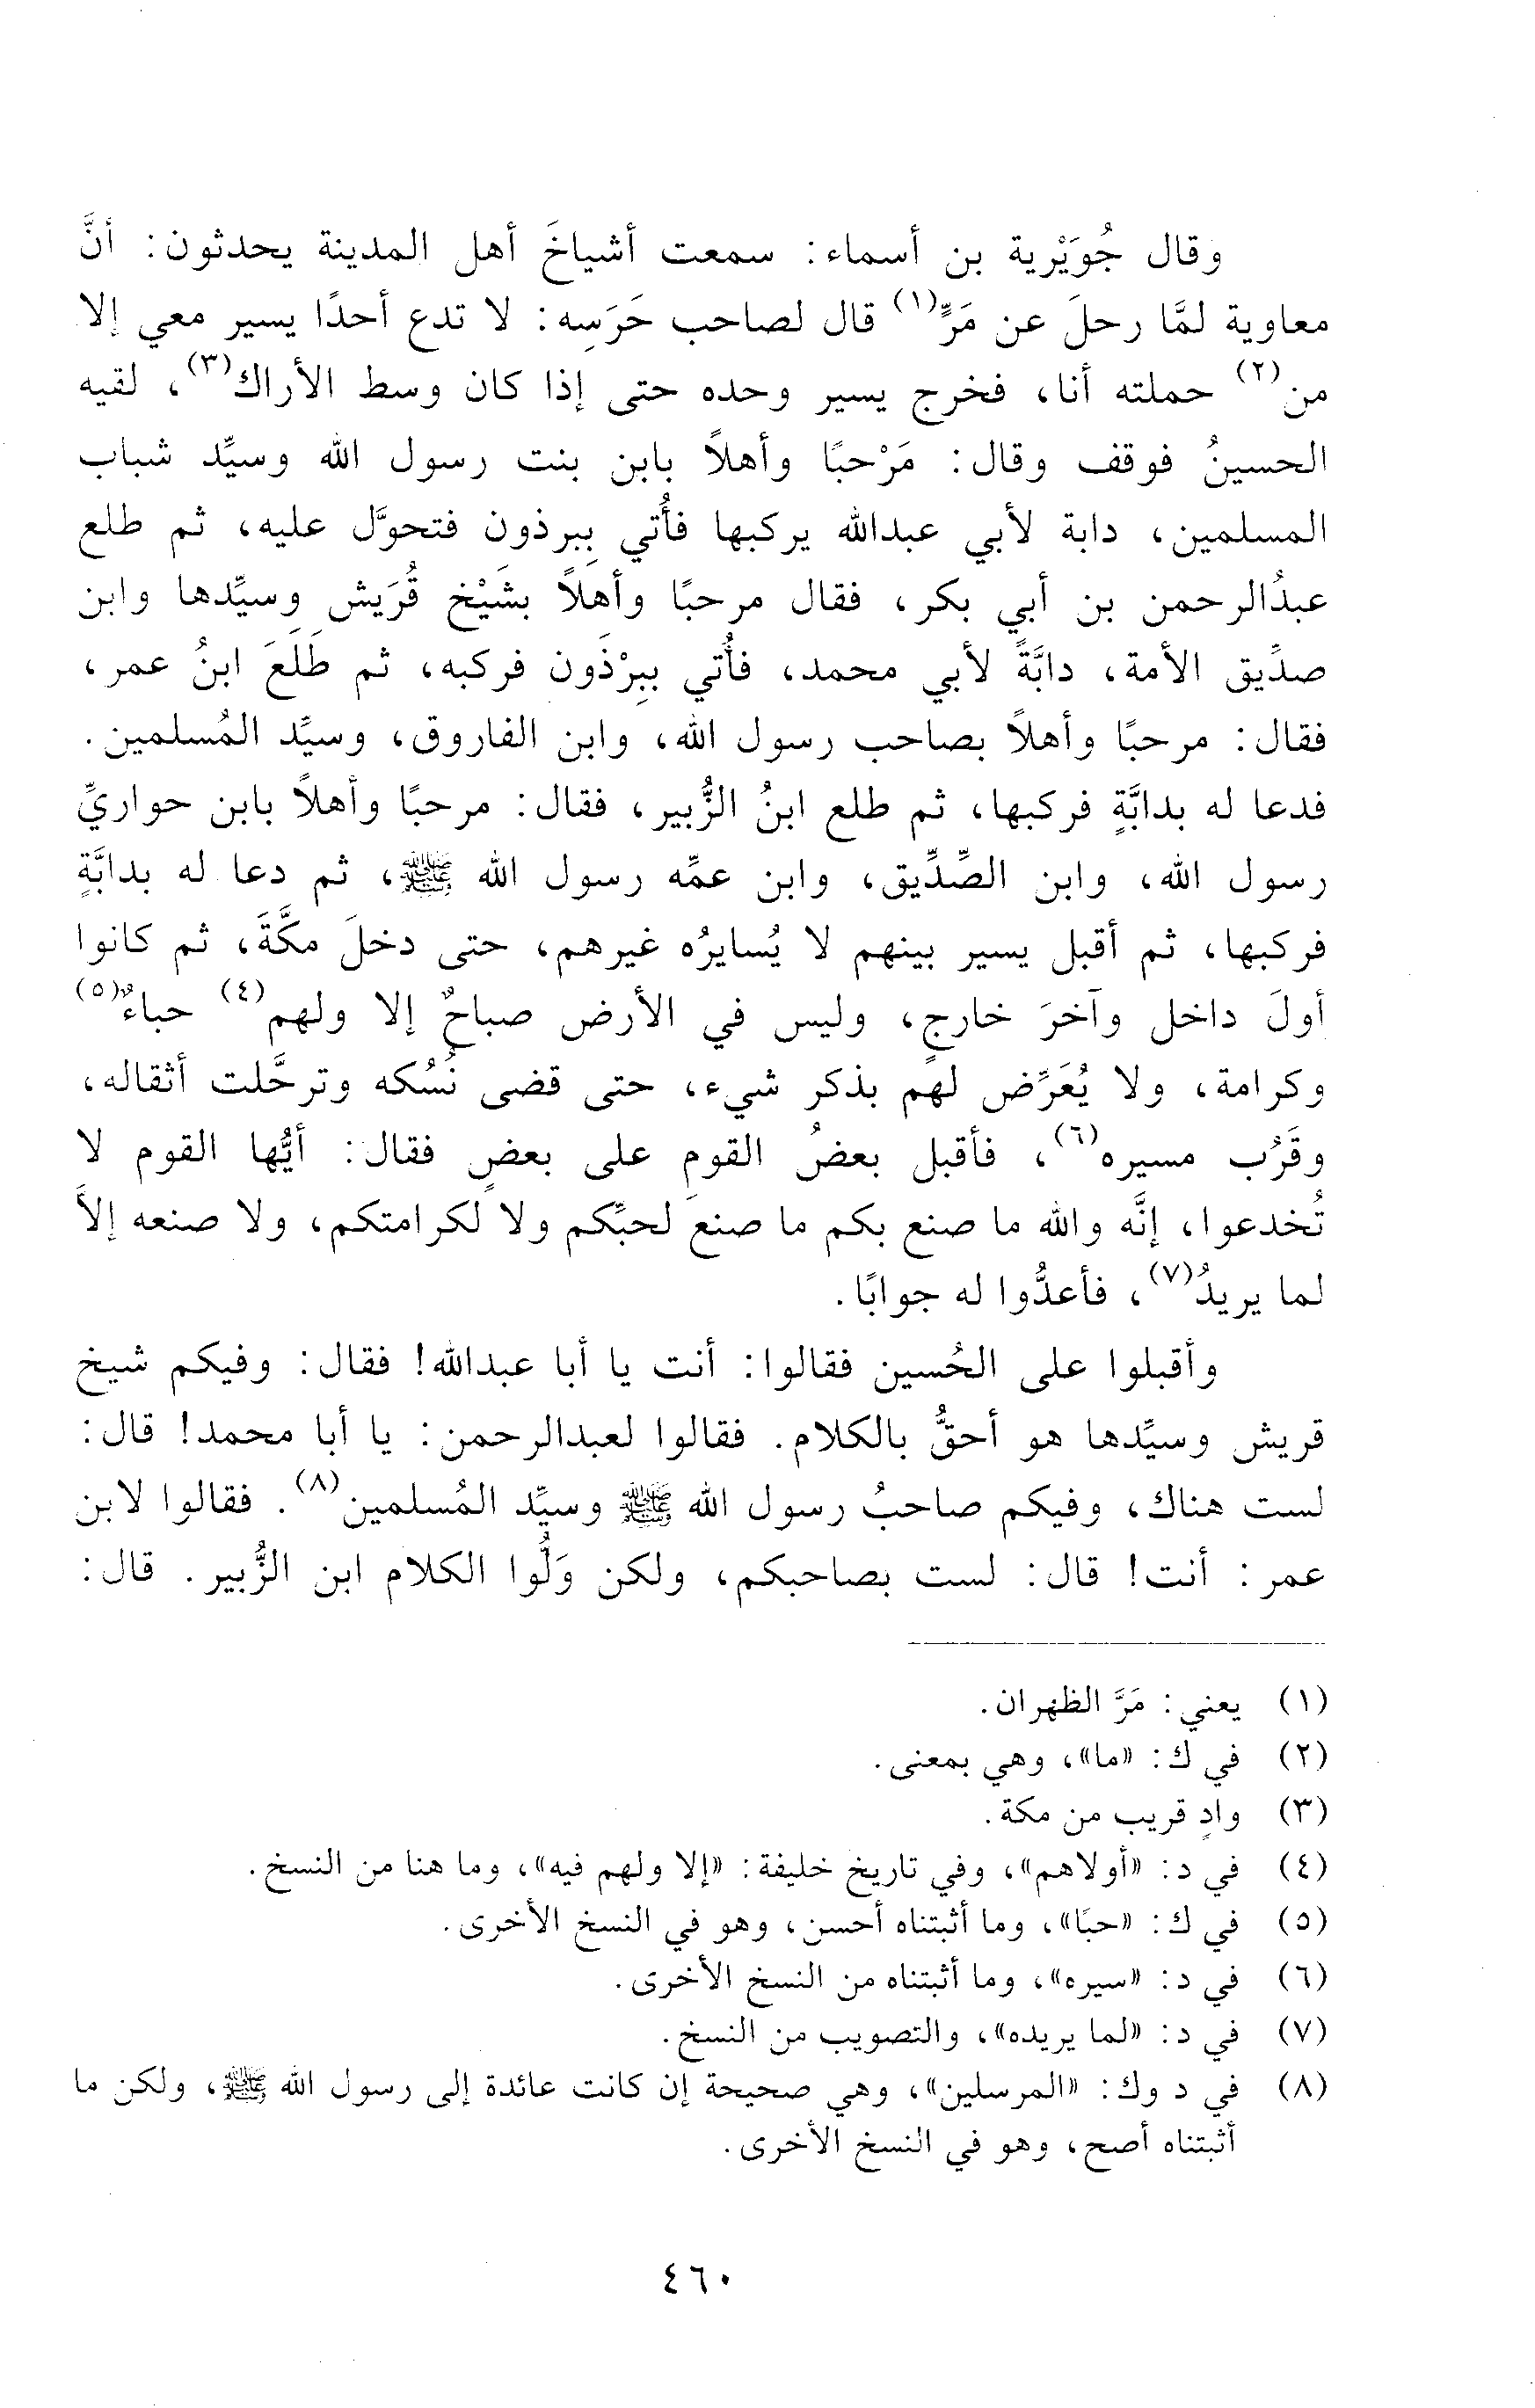 وقال جُوَيْرية بن أسماء: سمعت أشياخَ أهل المدينة يحدثون: أنَّ
معاوية لمَّا رحلَ عن مَرٍّ(١) قال لصاحب حَرَسِه: لا تدع أحدًا يسير معي إلا
من(٢) حملته أنا، فخرج يسير وحده حتى إذا كان وسط الأراك(٣)، لقيه
الحسينُ فوقف وقال: مَرْحبًا وأهلاً بابن بنت رسول الله وسيِّد شباب
المسلمين، دابة لأبي عبدالله يركبها فأُتي بِبرذون فتحوَّل عليه، ثم طلع
عبدُالرحمن بن أبي بكر، فقال مرحبًا وأهلاً بشَيْخ قُرَيش وسيِّدها وابن
صدِّيق الأمة، دابَّةً لأبي محمد، فأُتي ببِرْذَون فركبه، ثم طَلَعَ ابنُ عمر،
فقال: مرحبًا وأهلاً بصاحب رسول الله، وابن الفاروق، وسيِّد المُسلمين.
فدعا له بدابَّةٍ فركبها، ثم طلع ابنُ الزُّبير، فقال: مرحبًا وأهلاً بابن حواريِّ
رسول الله، وابن الصِّدِّيق، وابن عمَّه رسول الله ﷺ، ثم دعا له بدابَّةٍ
فركبها، ثم أقبل يسير بينهم لا يُسايرُه غيرهم، حتى دخلَ مكَّةَ، ثم كانوا
أولَ داخل وآخرَ خارجٍ، وليس في الأرض صباحٌ إلا ولهم(٤) حباءٌ(٥)
وكرامة، ولا يُعَرِّض لهم بذكر شيء، حتى قضى نُسُكه وترحَّلت أثقاله،
وقَرُب مسيره(٦)، فأقبل بعضُ القومِ على بعضٍ فقال: أيُّها القوم لا
تُخدعوا، إنَّه والله ما صنع بكم ما صنع لحبِّكم ولا لكرامتكم، ولا صنعه إلاَّ
لما يريدُ(٧)، فأعدُّوا له جوابًا.
وأقبلوا على الحُسين فقالوا: أنت يا أبا عبدالله! فقال: وفيكم شيخ
قريش وسيِّدها هو أحقُّ بالكلام. فقالوا لعبدالرحمن: يا أبا محمد! قال:
لست هناك، وفيكم صاحبُ رسول الله ﷺ وسيِّد المُسلمين(٨). فقالوا لابن
عمر: أنت! قال: لست بصاحبكم، ولكن وَلُّوا الكلام ابن الزُّبير. قال:
(١) يعني: مَرَّ الظهران.
(٢) في ك: «ما»، وهي بمعنى.
(٣) وادٍ قريب من مكة.
(٤) في د: «أولاهم»، وفي تاريخ خليفة: «إلا ولهم فيه»، وما هنا من النسخ.
(٥) في ك: «حبًا»، وما أثبتناه أحسن، وهو في النسخ الأخرى.
(٦) في د: «سيره»، وما أثبتناه من النسخ الأخرى.
(٧) في د: «لما يريده»، والتصويب من النسخ.
(٨) في د وك: «المرسلين»، وهي صحيحة إن كانت عائدة إلى رسول الله ﷺ، ولكن ما
أثبتناه أصح، وهو في النسخ الأخرى.
٤٦٠